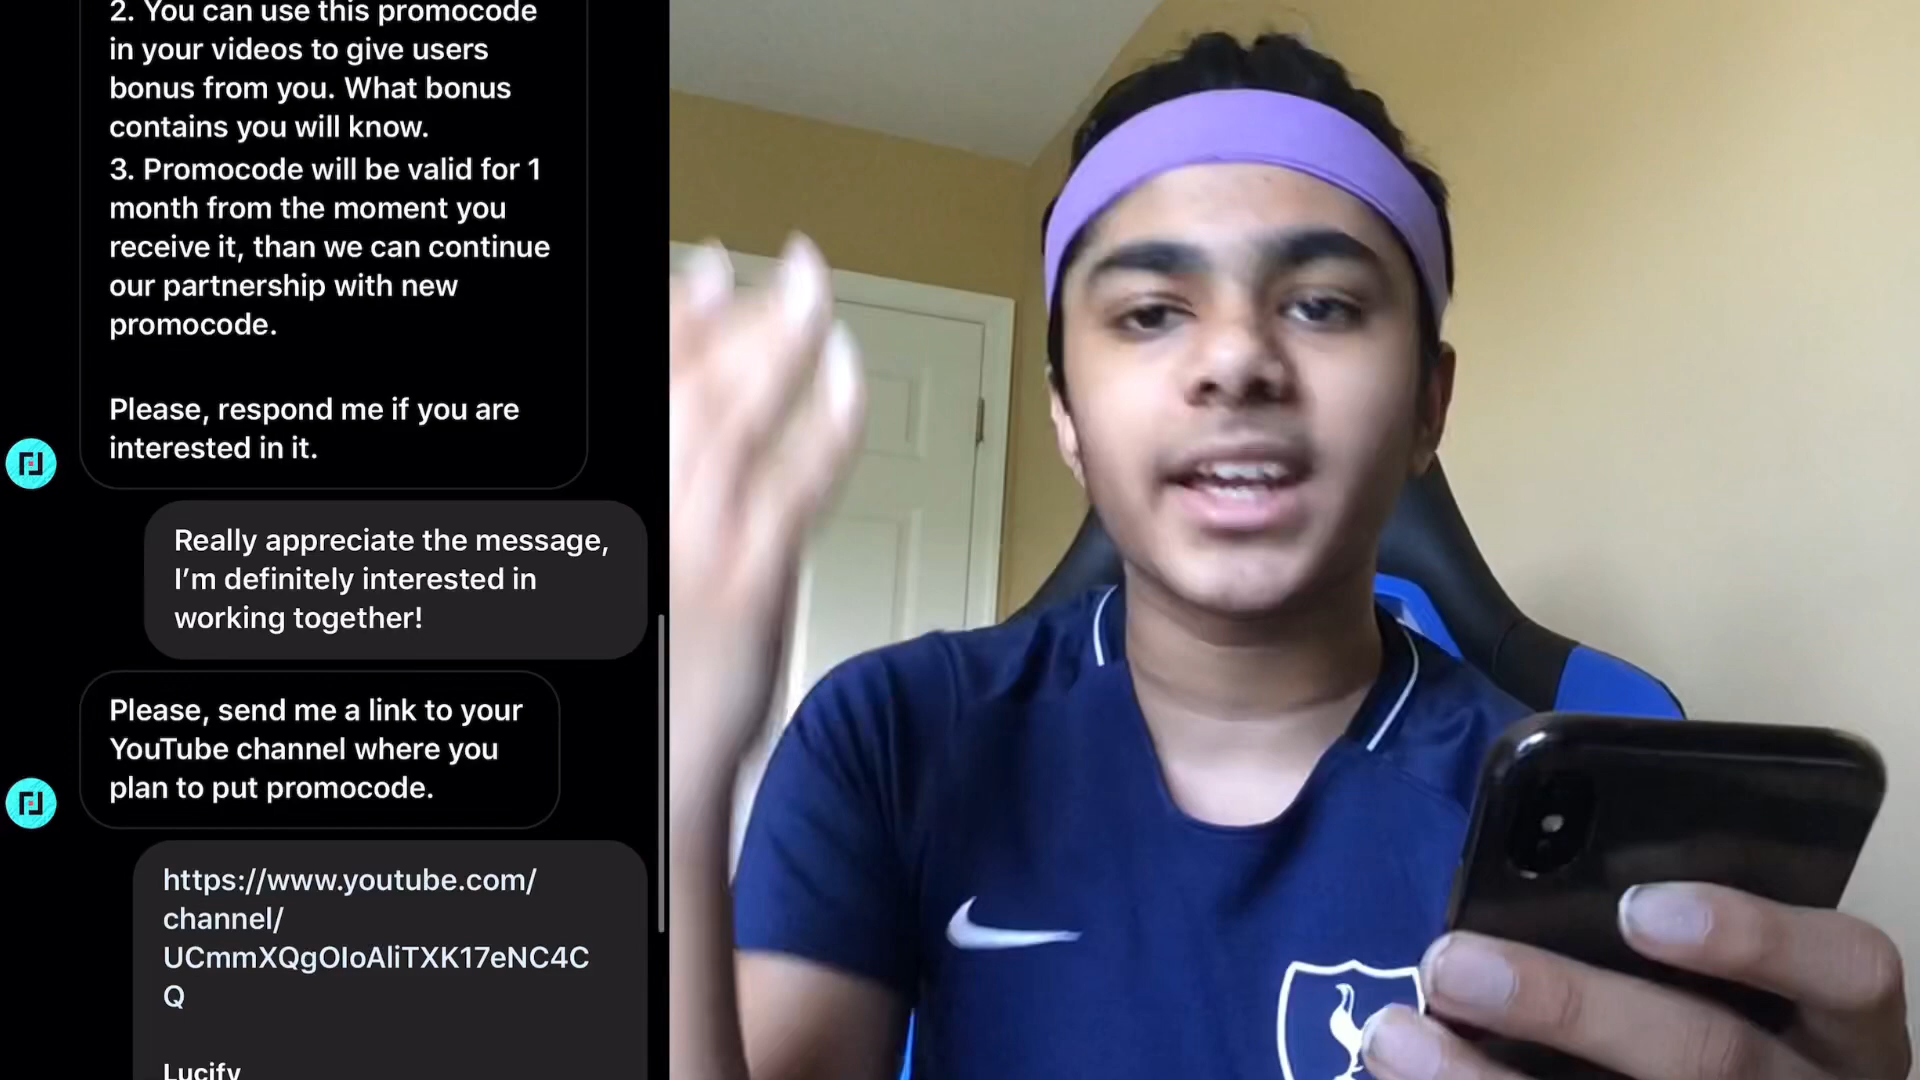 2. You can use this promocode
in your videos to give users
bonus from you. What bonus
contains you will know.
3. Promocode will be valid for 1
month from the moment you
receive it, than we can continue
our partnership with new
promocode.
Please, respond me if you are
interested in it.
Really appreciate the message,
I’m definitely interested in
working together!
Please, send me a link to your
YouTube channel where you
plan to put promocode.
https://www.youtube.com/
channel/
UCmmXQgOIoAliTXK17eNC4C
Q
Lucify